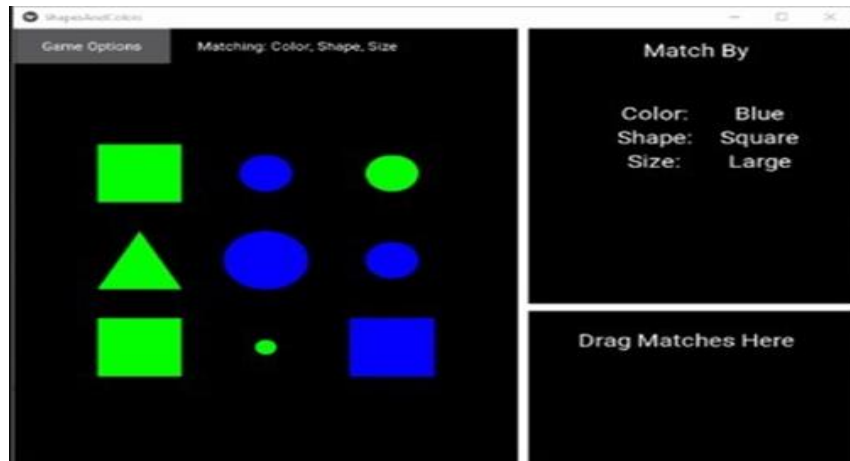 ShapesAndColors
Game Options
Matching: Color, Shape, Size
Match By
Color: Blue
Shape: Square
Size: Large
Drag Matches Here